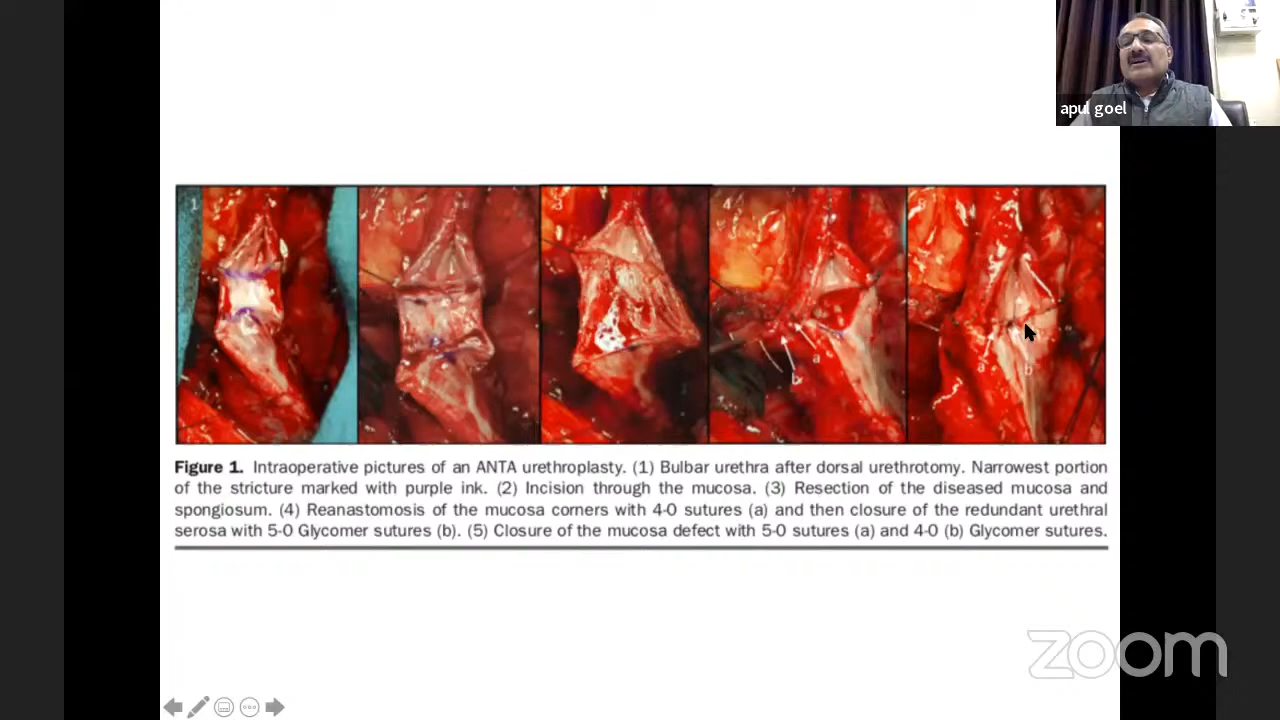 apul goel
1
3
4
a
b
a
b
Figure 1. Intraoperative pictures of an ANTA urethroplasty. (1) Bulbar urethra after dorsal urethrotomy. Narrowest portion
of the stricture marked with purple ink. (2) Incision through the mucosa. (3) Resection of the diseased mucosa and
spongiosum. (4) Reanastomosis of the mucosa corners with 4-0 sutures (a) and then closure of the redundant urethral
serosa with 5-0 Glycomer sutures (b). (5) Closure of the mucosa defect with 5-0 sutures (a) and 4-0 (b) Glycomer sutures.
zoom